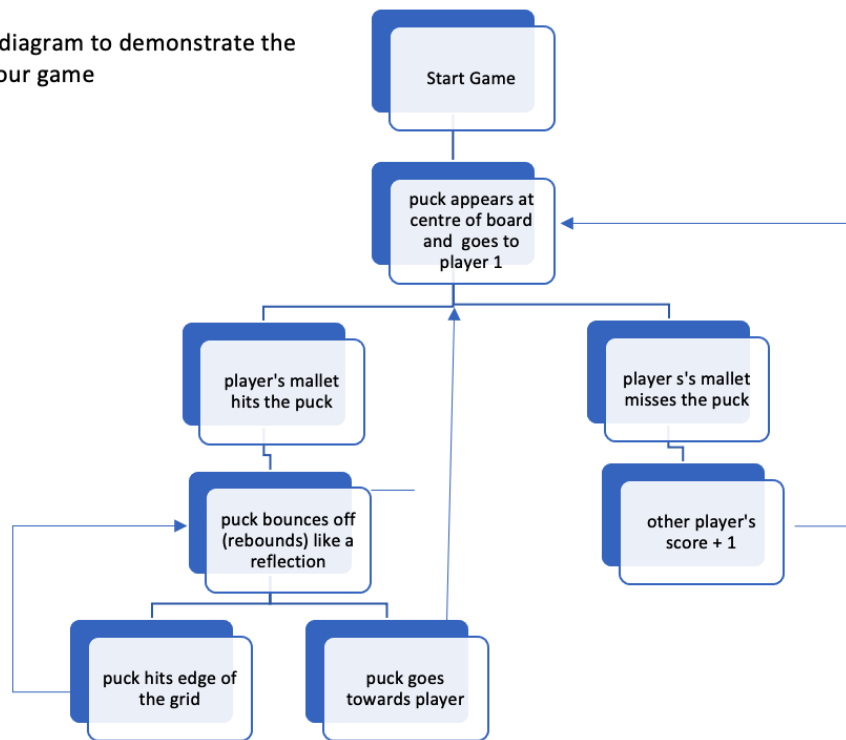 diagram to demonstrate the
our game
Start Game
puck appears at
centre of board
and goes to
player 1
player's mallet
hits the puck
player s's mallet
misses the puck
puck bounces off
(rebounds) like a
reflection
other player's
score + 1
puck hits edge of
the grid
puck goes
towards player